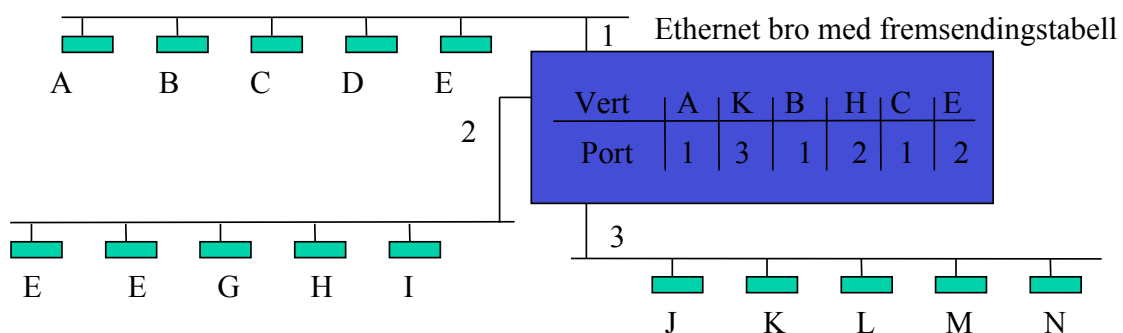 1 Ethernet bro med fremsendingstabell
A B C D E
Vert A K B H C E
2
Port 1 3 1 2 1 2
3
E E G H I
J K L M N